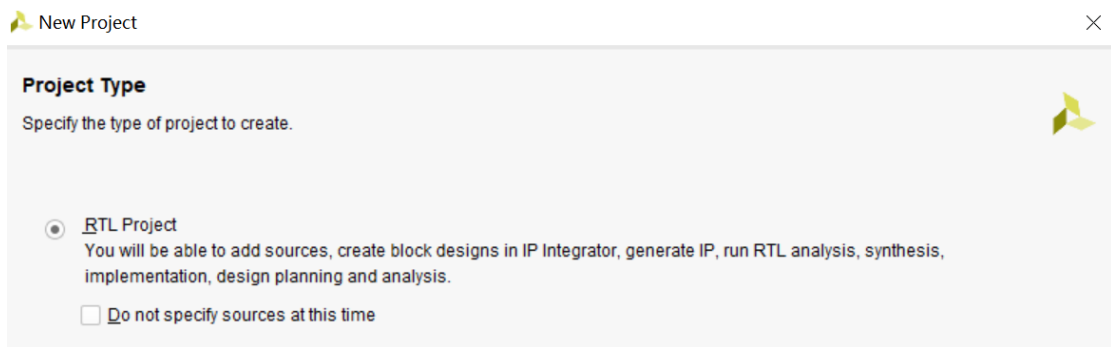 New Project
Project Type
Specify the type of project to create.
RTL Project
You will be able to add sources, create block designs in IP Integrator, generate IP, run RTL analysis, synthesis,
implementation, design planning and analysis.
Do not specify sources at this time